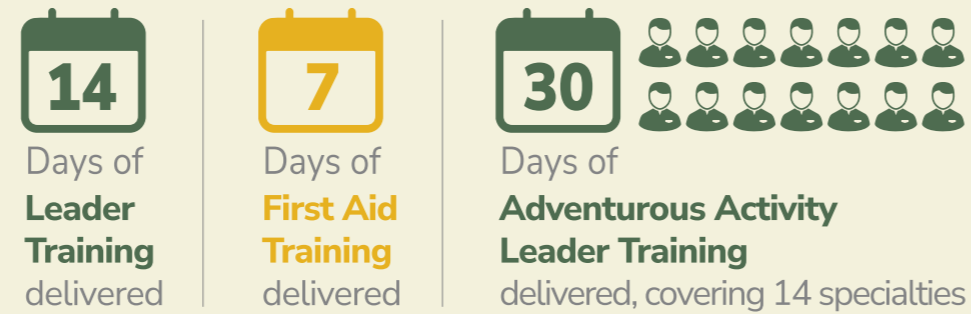 14
Days of
Leader
Training
delivered
7
Days of
First Aid
Training
delivered
30
Days of
Adventurous Activity
Leader Training
delivered, covering 14 specialties